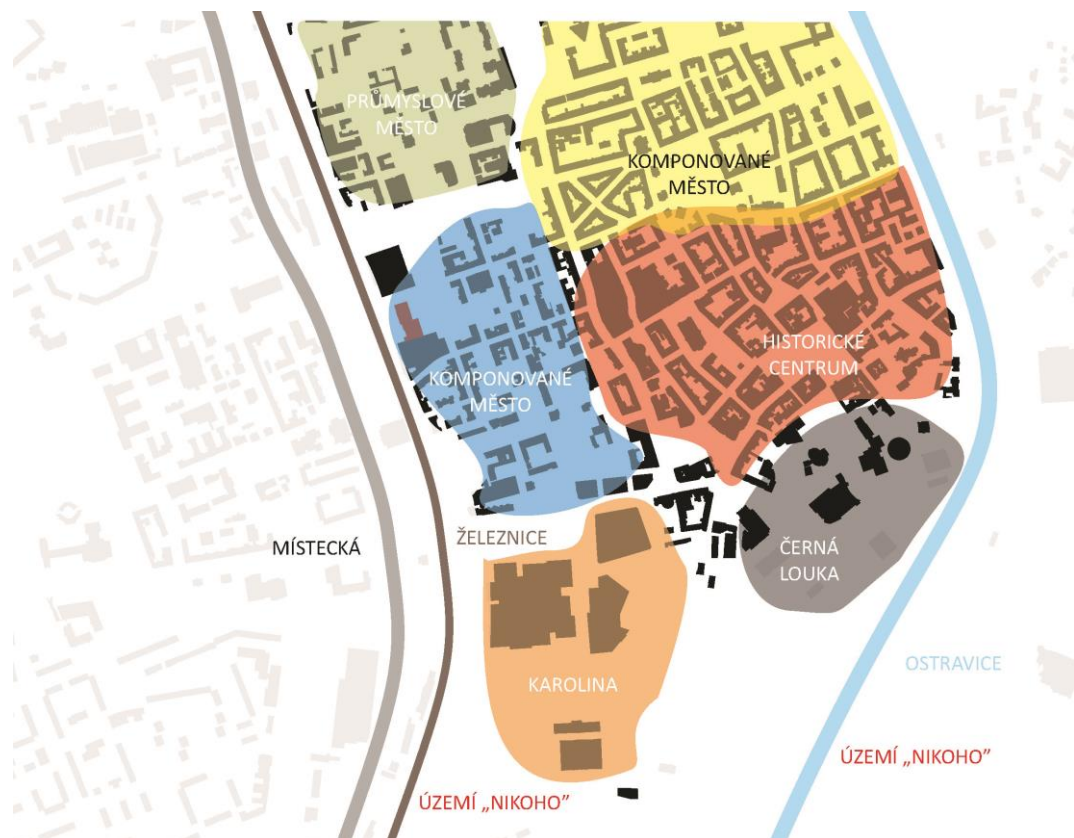 PRŮMYSLOVÉ
MĚSTO
KOMPONOVANÉ
MĚSTO
HISTORICKÉ
CENTRUM
KOMPONOVANÉ
MĚSTO
MÍSTECKÁ
ŽELEZNICE
ČERNÁ
LOUKA
KAROLINA
OSTRAVICE
ÚZEMÍ „NIKOHO”
ÚZEMÍ „NIKOHO”